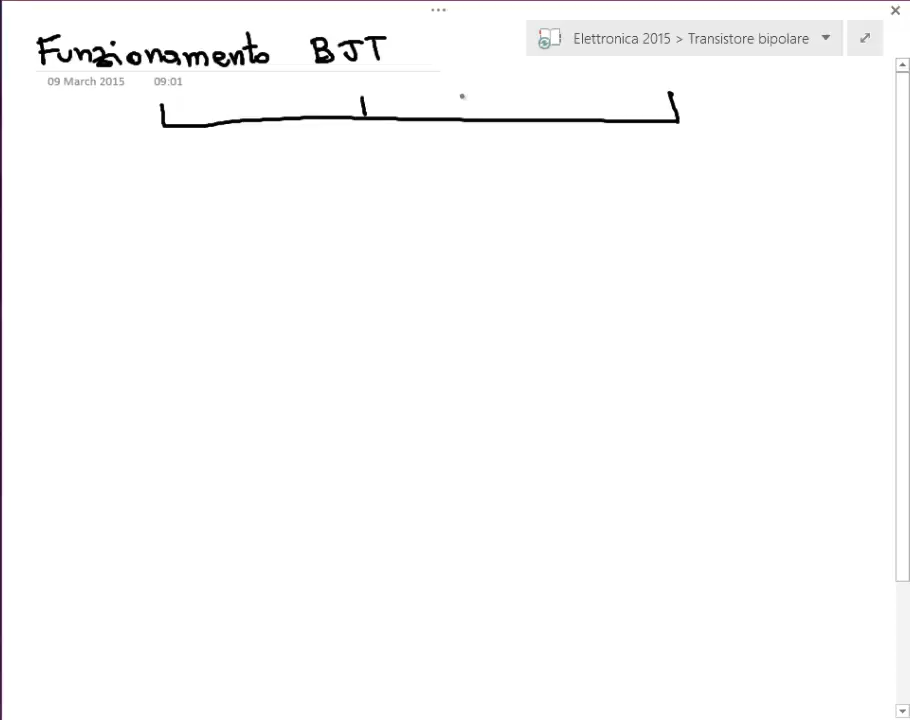 Funzionamento BJT
Elettronica 2015 > Transistore bipolare
09 March 2015 09:01